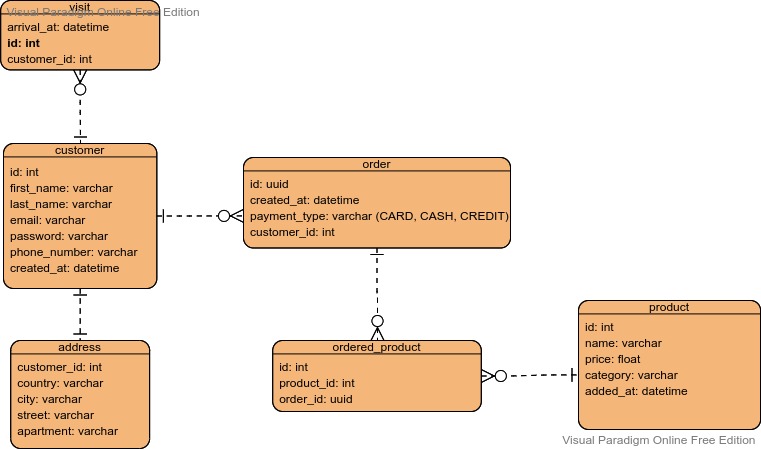 Visual Paradigm Online Free Edition
visit
arrival_at: datetime
id: int
customer_id: int
customer
id: int
first_name: varchar
last_name: varchar
email: varchar
password: varchar
phone_number: varchar
created_at: datetime
order
id: uuid
created_at: datetime
payment_type: varchar (CARD, CASH, CREDIT)
customer_id: int
address
customer_id: int
country: varchar
city: varchar
street: varchar
apartment: varchar
ordered_product
id: int
product_id: int
order_id: uuid
product
id: int
name: varchar
price: float
category: varchar
added_at: datetime
Visual Paradigm Online Free Edition